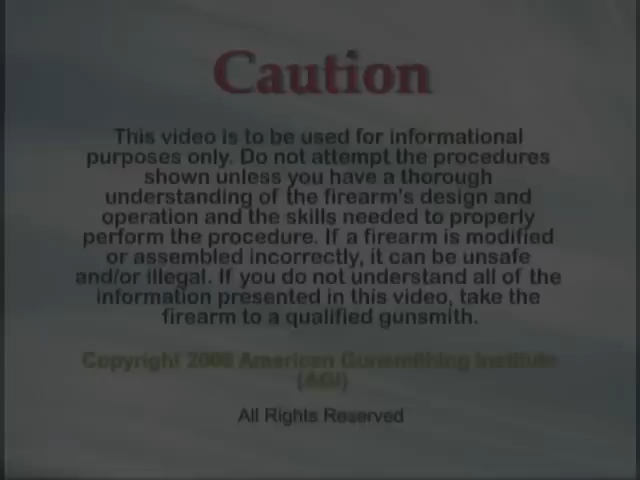 Caution
This video is to be used for informational
purposes only. Do not attempt the procedures
shown unless you have a thorough
understanding of the firearm's design and
operation and the skills needed to properly
perform the procedure. If a firearm is modified
or assembled incorrectly, it can be unsafe
and/or illegal. If you do not understand all of the
information presented in this video, take the
firearm to a qualified gunsmith.
Copyright 2008 American Gunsmithing Institute
(AGI)
All Rights Reserved